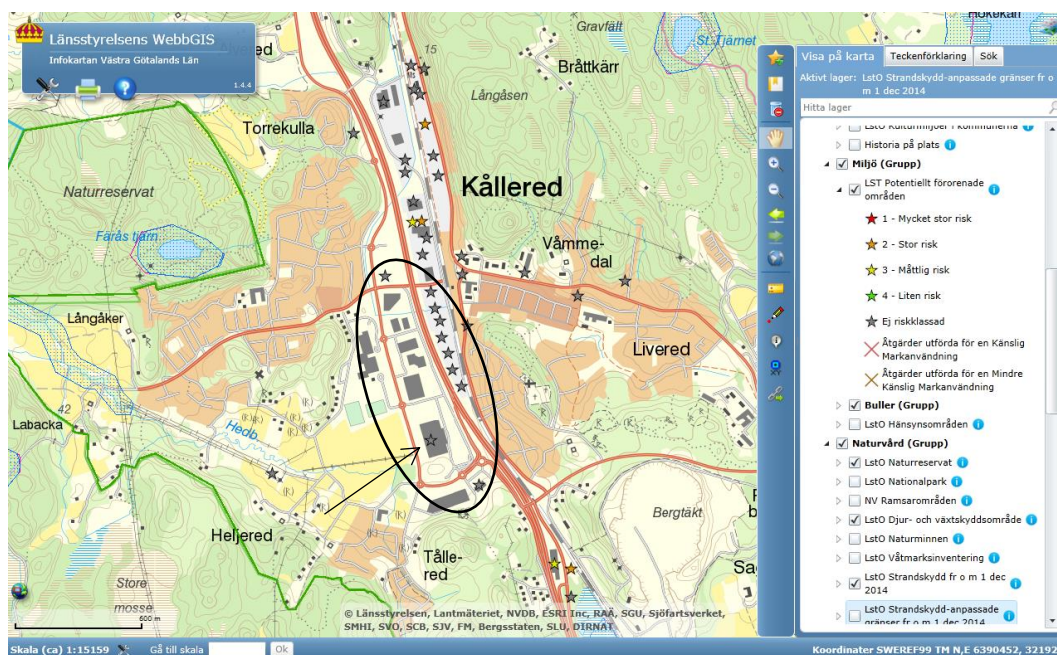 Länsstyrelsens WebbGIS
Infokartan Västra Götalands Län
1.4.4
Gravfält
St. Tjärnet
Hökekärr
15
Bråttkärr
Långåsen
Torrekulla
Naturreservat
Kållered
Färås tjärn
Våmme-
dal
Långåker
Livered
42
Labacka
Hedb.
(K)
(K)
(K)
(K)
(K)
Heljered
Bergtäkt
Tålle-
red
Store
mosse
600 m
© Länsstyrelsen, Lantmäteriet, NVDB, ESRI Inc, RAÄ, SGU, Sjöfartsverket,
SMHI, SVO, SCB, SJV, FM, Bergsstaten, SLU, DIRNAT
Visa på karta Teckenförklaring Sök
Aktivt lager: LstO Strandskydd-anpassade gränser fr o
m 1 dec 2014
Hitta lager
LstO Kulturmiljöer i kommunerna
Historia på plats
Miljö (Grupp)
LST Potentiellt förorenade
områden
1 - Mycket stor risk
2 - Stor risk
3 - Måttlig risk
4 - Liten risk
Ej riskklassad
Åtgärder utförda för en Känslig
Markanvändning
Åtgärder utförda för en Mindre
Känslig Markanvändning
Buller (Grupp)
LstO Hänsynsområden
Naturvård (Grupp)
LstO Naturreservat
LstO Nationalpark
NV Ramsarområden
LstO Djur- och växtskyddsområde
LstO Naturminnen
LstO Våtmarksinventering
LstO Strandskydd fr o m 1 dec
2014
LstO Strandskydd-anpassade
gränser fr o m 1 dec 2014
Skala (ca) 1:15159 Gå till skala Ok
Koordinater SWEREF99 TM N,E 6390452, 32192